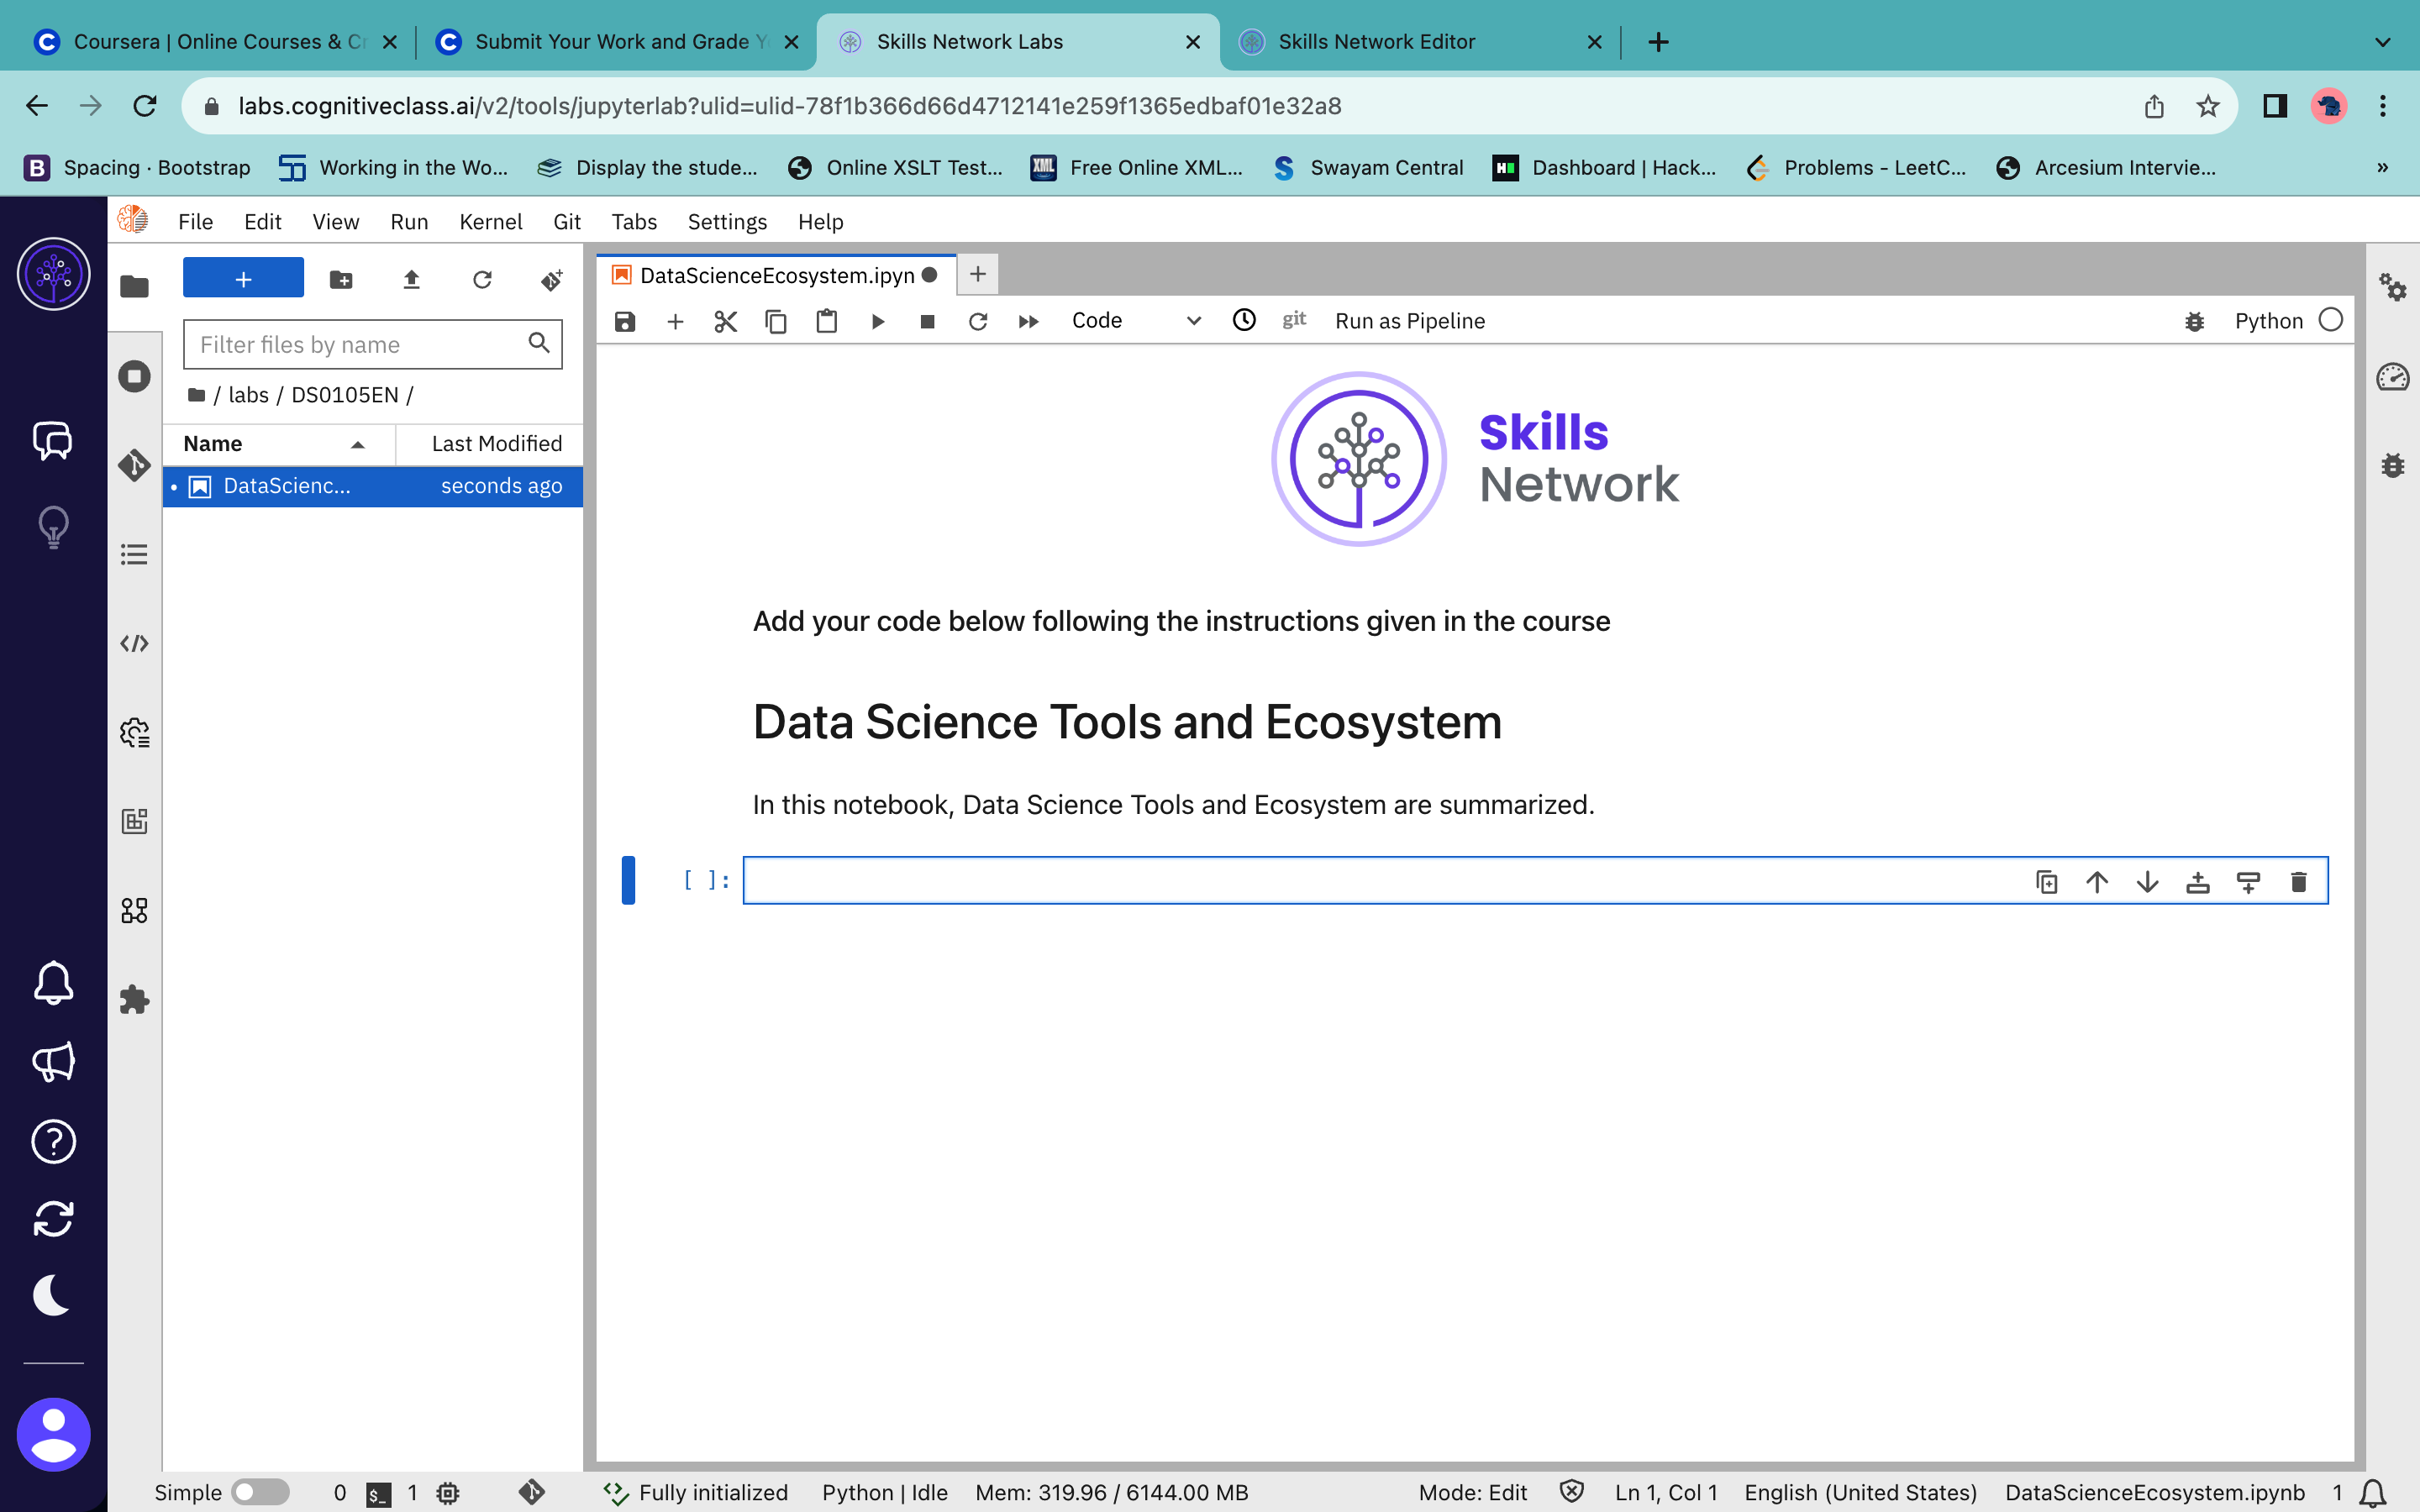 Coursera | Online Courses & Cr
Submit Your Work and Grade Y
Skills Network Labs
Skills Network Editor
labs.cognitiveclass.ai/v2/tools/jupyterlab?ulid=ulid-78f1b366d66d4712141e259f1365edbaf01e32a8
Spacing · Bootstrap
Working in the Wo...
Display the stude...
Online XSLT Test...
Free Online XML...
Swayam Central
Dashboard | Hack...
Problems - LeetC...
Arcesium Intervie...
»
File Edit View Run Kernel Git Tabs Settings Help
DataScienceEcosystem.ipyn
Code
git
Run as Pipeline
Python
Filter files by name
/ labs / DS0105EN /
Name
Last Modified
DataScienc...
seconds ago
Skills
Network
Add your code below following the instructions given in the course
Data Science Tools and Ecosystem
In this notebook, Data Science Tools and Ecosystem are summarized.
[ ]:
Simple
0
$_
1
Fully initialized
Python | Idle
Mem: 319.96 / 6144.00 MB
Mode: Edit
Ln 1, Col 1
English (United States)
DataScienceEcosystem.ipynb
1